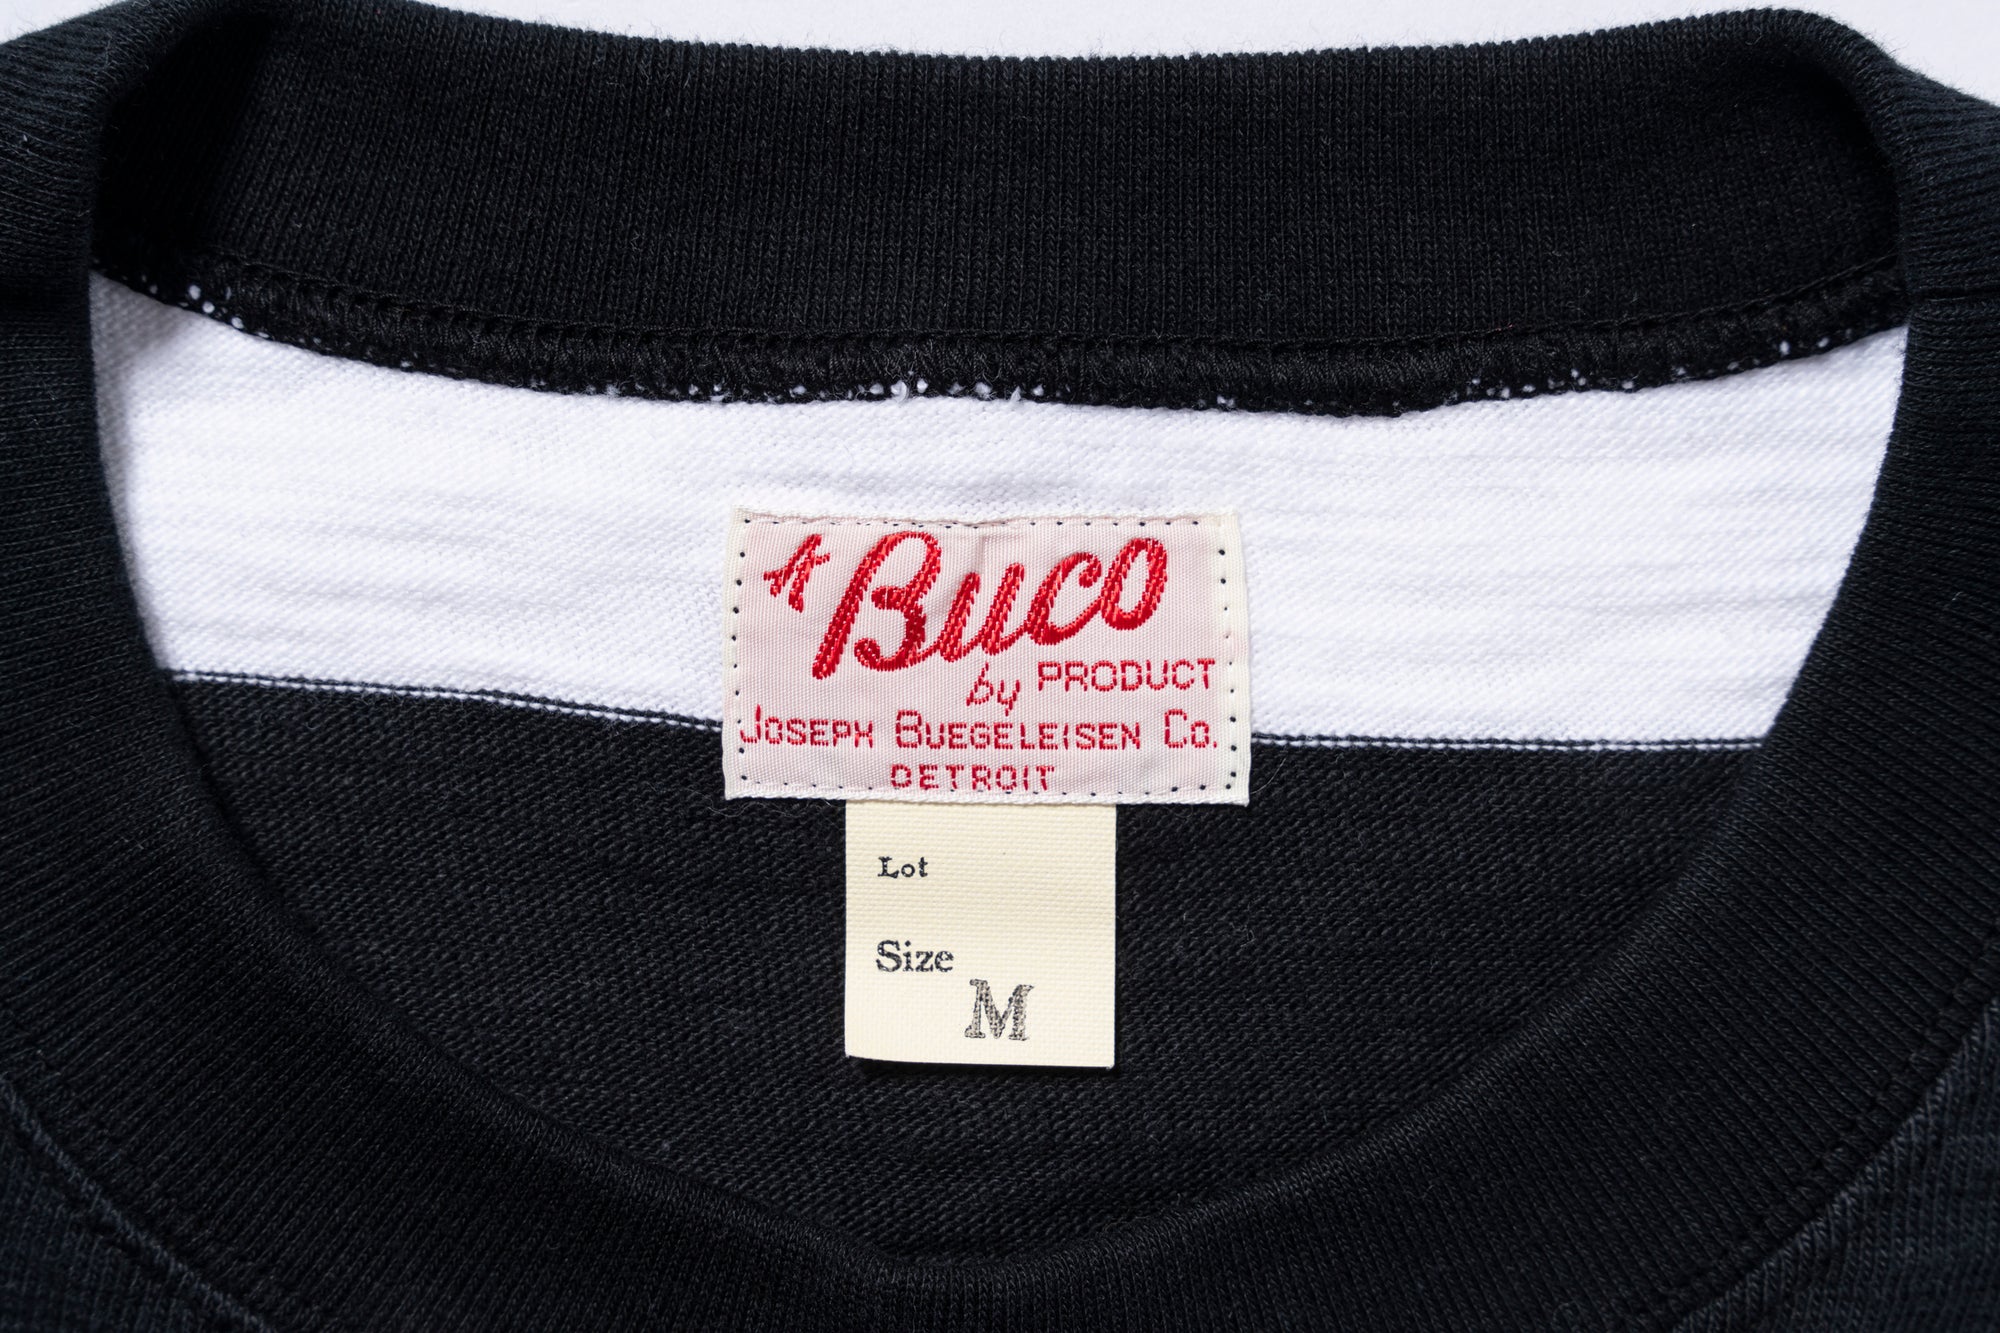 A Buco
by PRODUCT
JOSEPH BUEGELEISEN CO.
DETROIT
Lot
Size
M